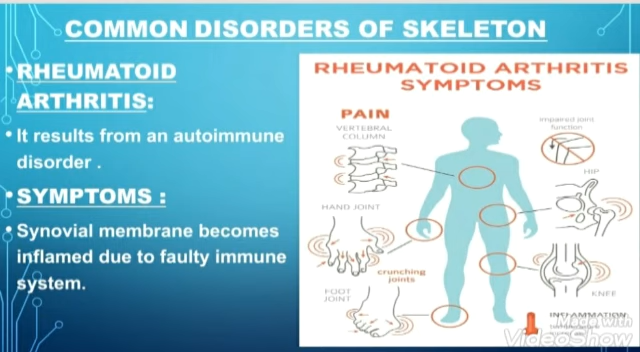 COMMON DISORDERS OF SKELETON
RHEUMATOID
ARTHRITIS:
It results from an autoimmune
disorder .
SYMPTOMS :
Synovial membrane becomes
inflamed due to faulty immune
system.
RHEUMATOID ARTHRITIS
SYMPTOMS
PAIN
VERTEBRAL
COLUMN
impaired joint
function
HIP
HAND JOINT
crunching
joints
FOOT
JOINT
KNEE
INFLAMMATION
Made with
VideoShow